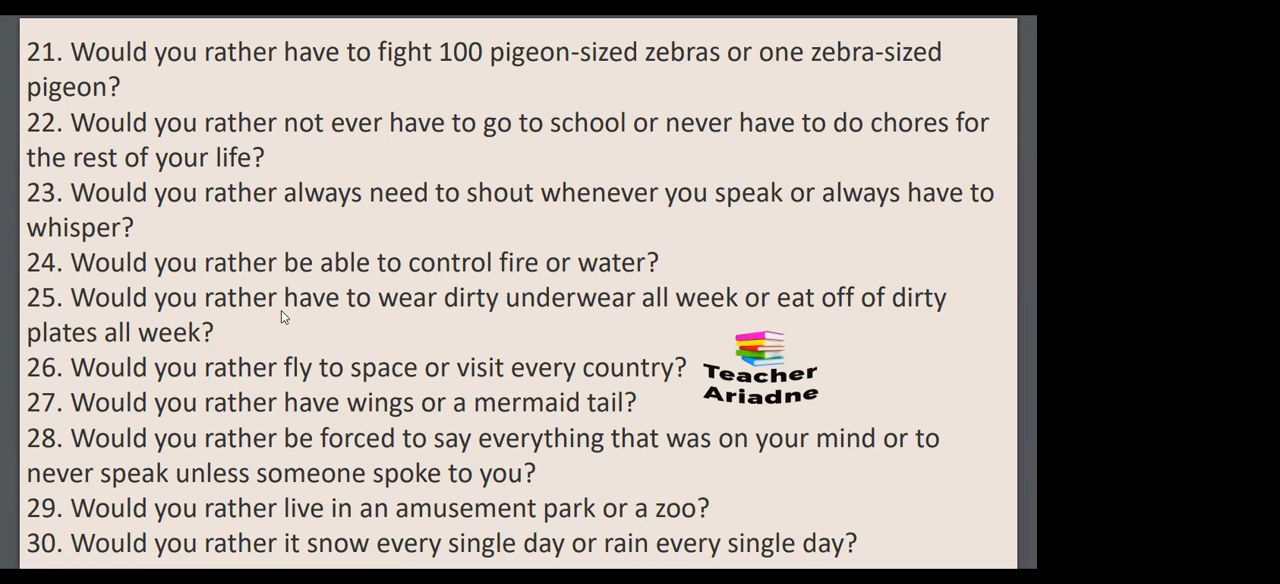 21. Would you rather have to fight 100 pigeon-sized zebras or one zebra-sized
pigeon?
22. Would you rather not ever have to go to school or never have to do chores for
the rest of your life?
23. Would you rather always need to shout whenever you speak or always have to
whisper?
24. Would you rather be able to control fire or water?
25. Would you rather have to wear dirty underwear all week or eat off of dirty
plates all week?
26. Would you rather fly to space or visit every country?
27. Would you rather have wings or a mermaid tail?
28. Would you rather be forced to say everything that was on your mind or to
never speak unless someone spoke to you?
29. Would you rather live in an amusement park or a zoo?
30. Would you rather it snow every single day or rain every single day?
Teacher
Ariadne